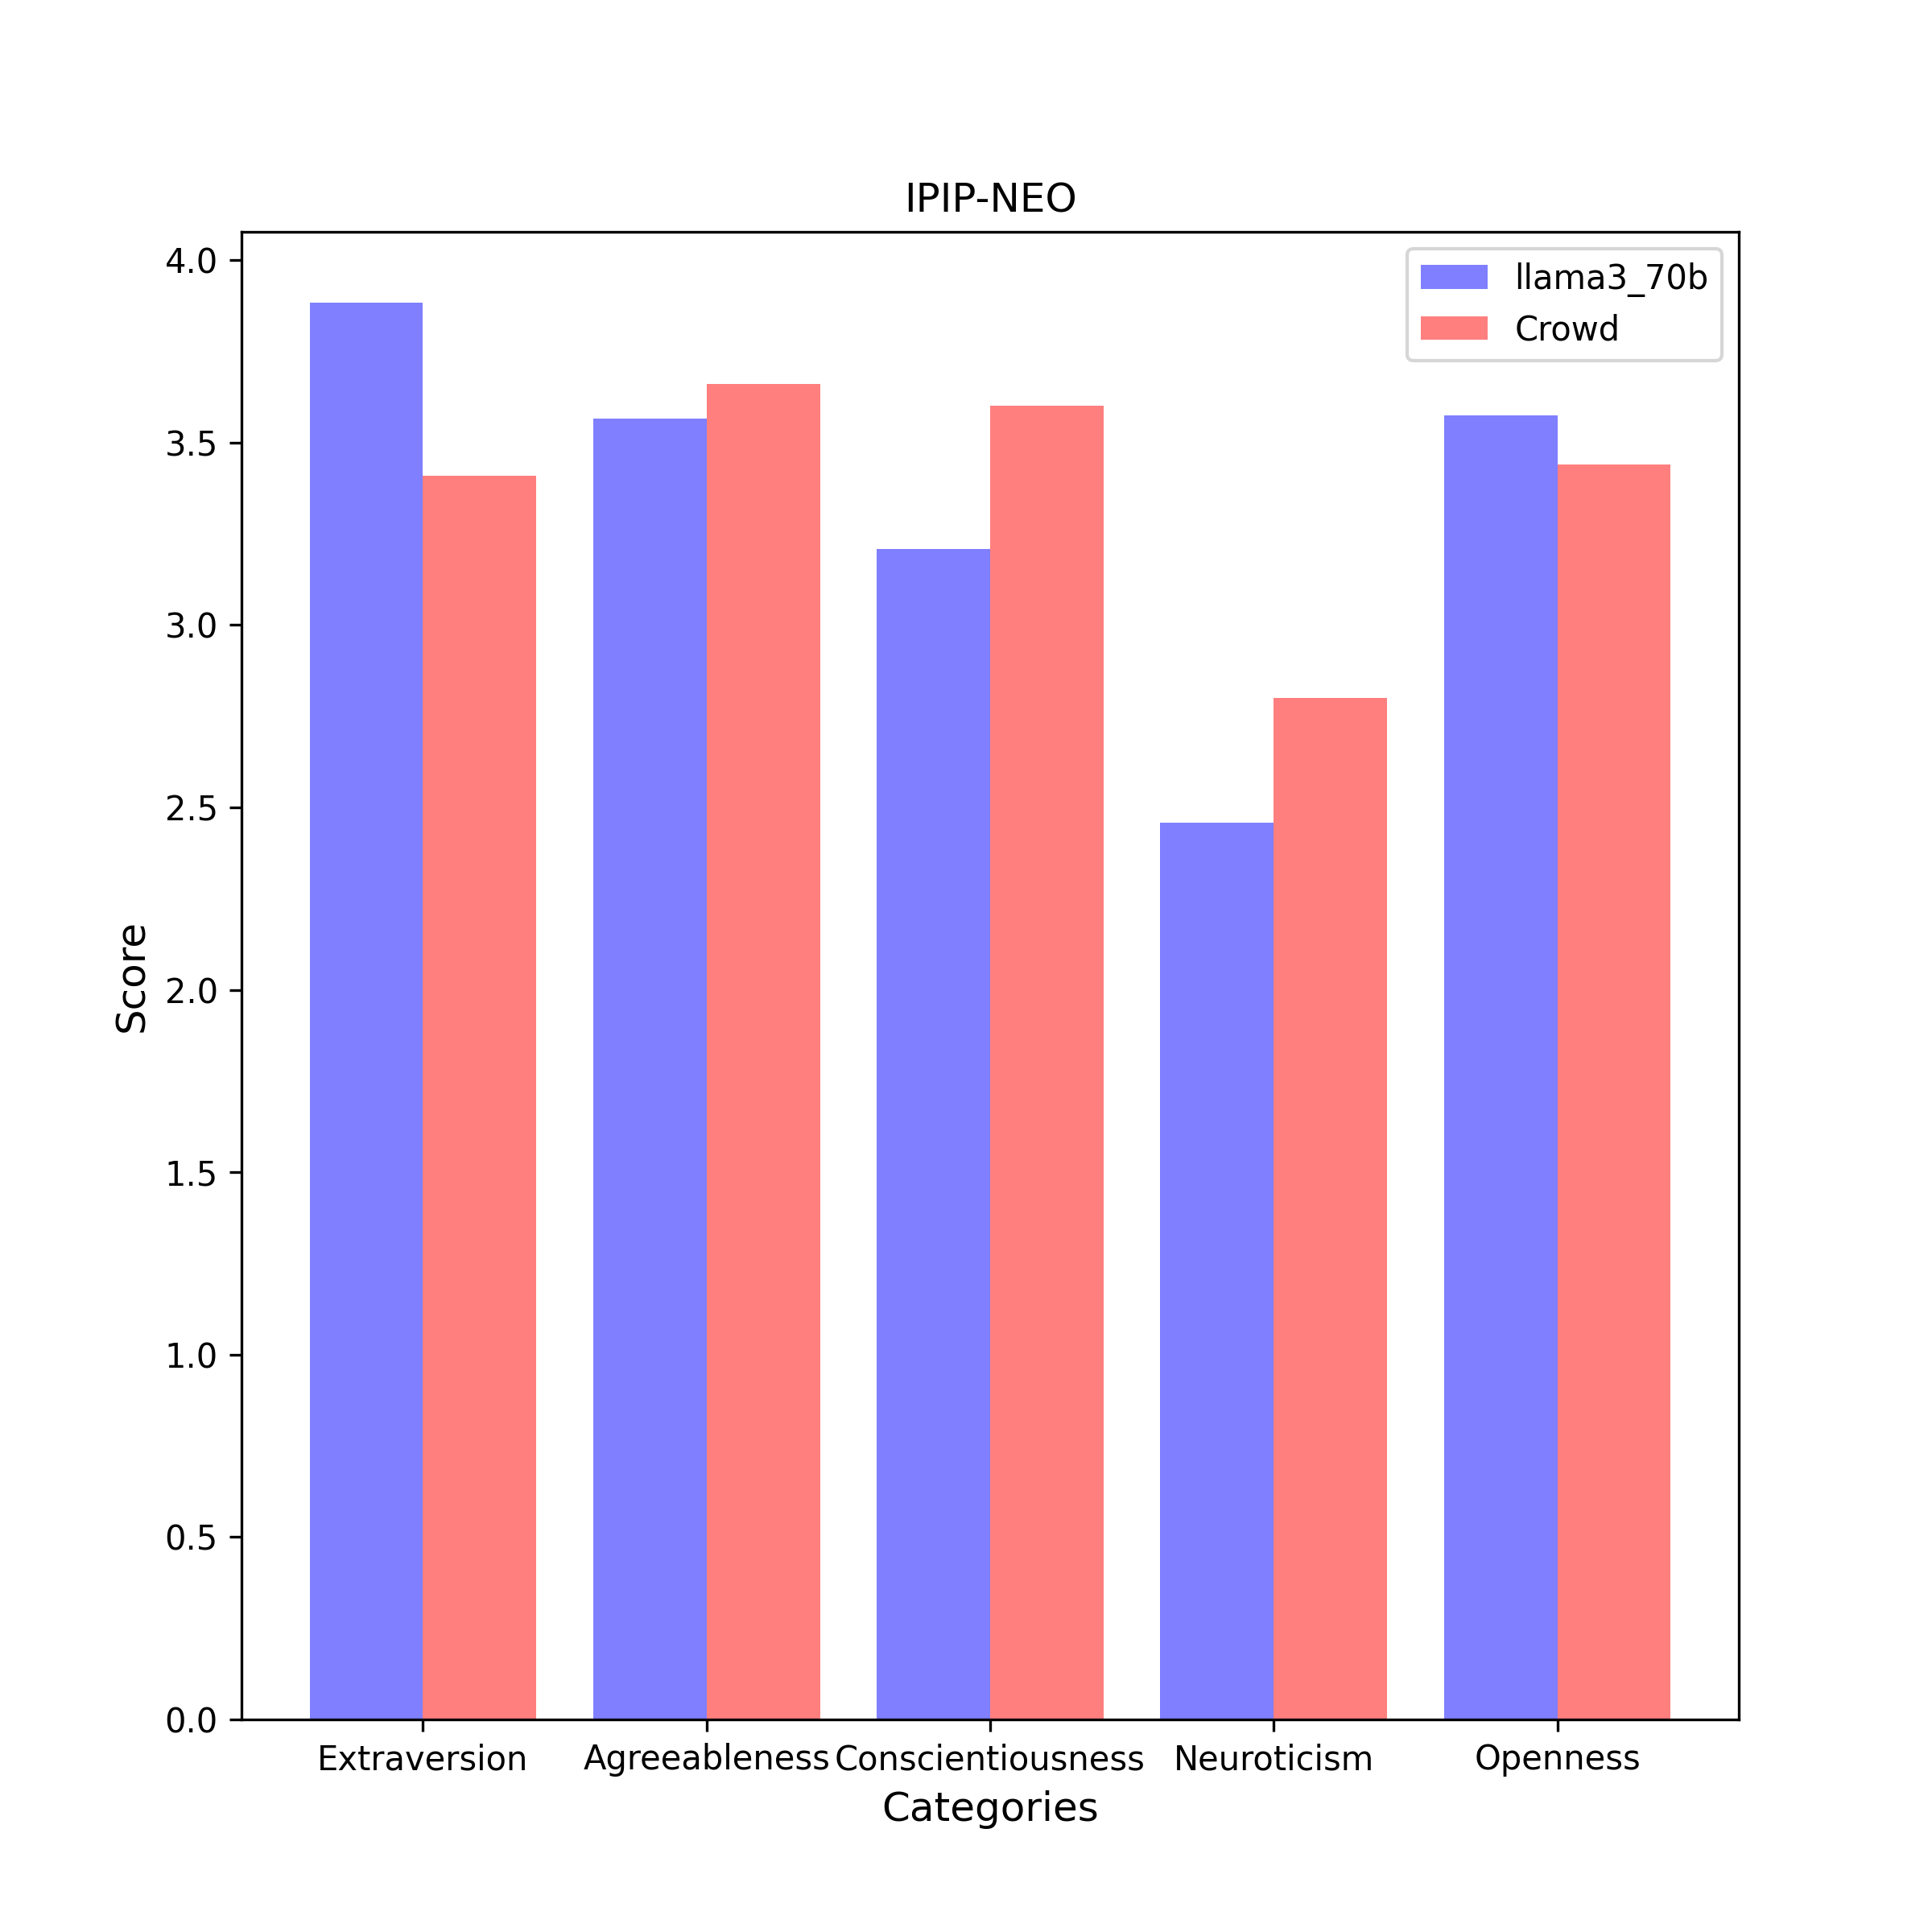 IPIP-NEO
llama3_70b
Crowd
4.0
3.5
3.0
2.5
2.0
1.5
1.0
0.5
0.0
Score
Extraversion Agreeableness Conscientiousness Neuroticism Openness
Categories